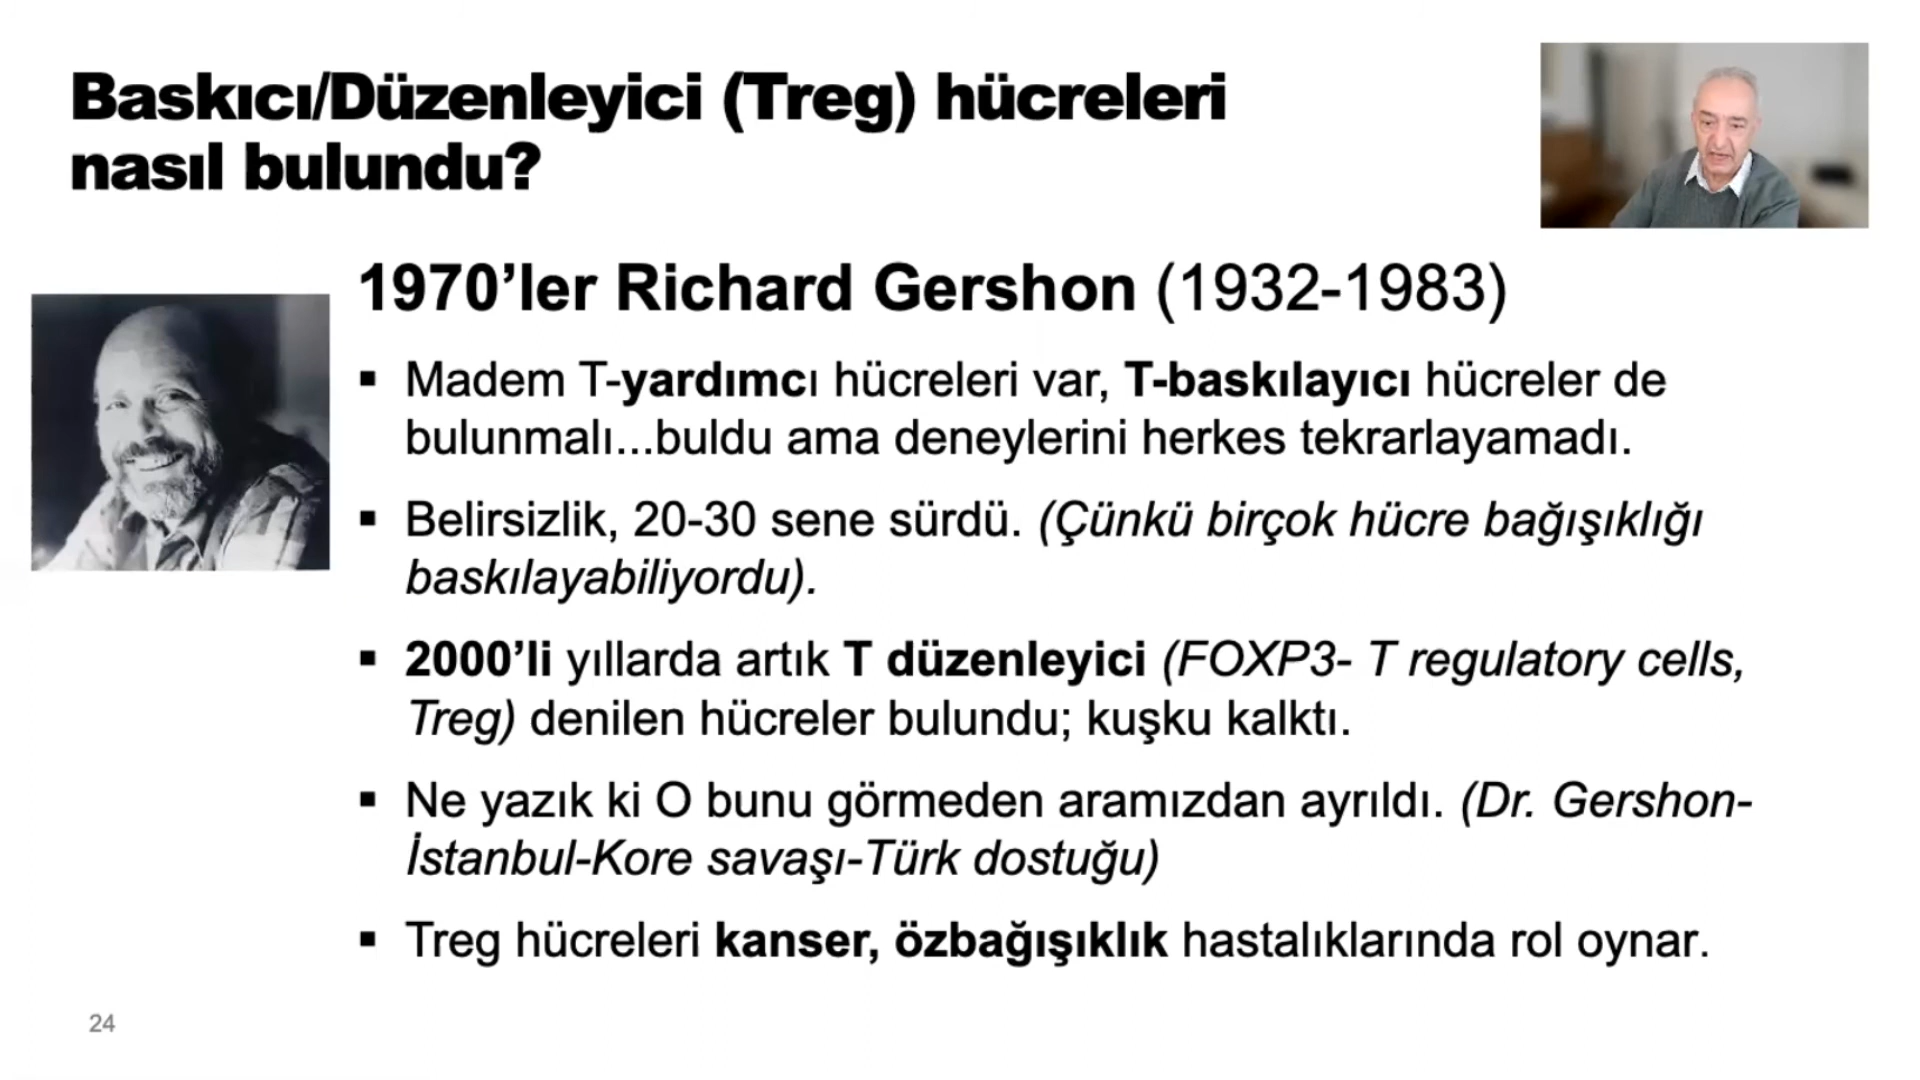 Baskıcı/Düzenleyici (Treg) hücreleri
nasıl bulundu?
1970’ler Richard Gershon (1932-1983)
▪ Madem T-yardımcı hücreleri var, T-baskılayıcı hücreler de
bulunmalı...buldu ama deneylerini herkes tekrarlayamadı.
▪ Belirsizlik, 20-30 sene sürdü. (Çünkü birçok hücre bağışıklığı
baskılayabiliyordu).
▪ 2000’li yıllarda artık T düzenleyici (FOXP3- T regulatory cells,
Treg) denilen hücreler bulundu; kuşku kalktı.
▪ Ne yazık ki O bunu görmeden aramızdan ayrıldı. (Dr. Gershon-
İstanbul-Kore savaşı-Türk dostuğu)
▪ Treg hücreleri kanser, özbağışıklık hastalıklarında rol oynar.
24